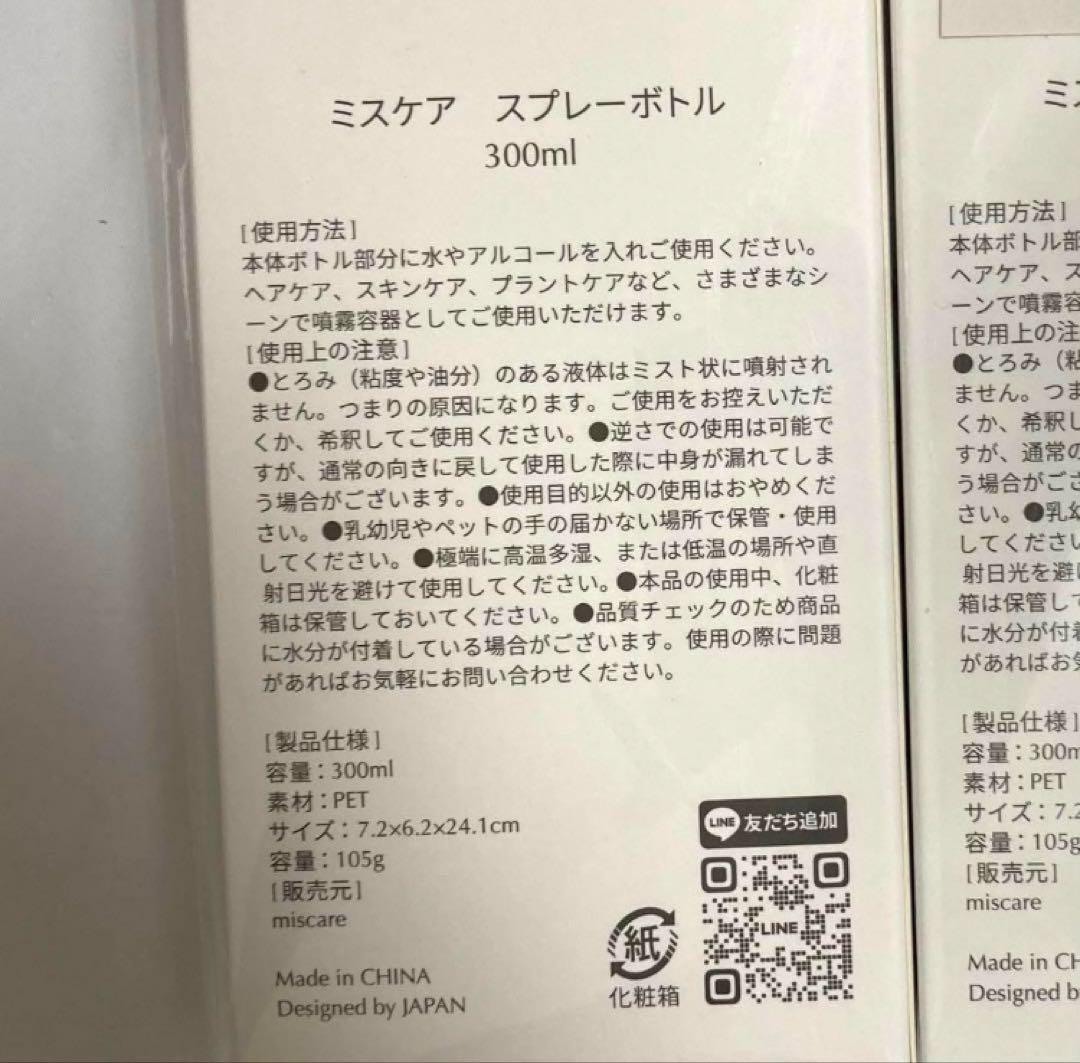 ミスケア　スプレーボトル
300ml
[使用方法]
本体ボトル部分に水やアルコールを入れご使用ください。
ヘアケア、スキンケア、プラントケアなど、さまざまなシ
ーンで噴霧容器としてご使用いただけます。
[使用上の注意]
●とろみ（粘度や油分）のある液体はミスト状に噴射され
ません。つまりの原因になります。ご使用をお控えいただ
くか、希釈してご使用ください。●逆さでの使用は可能で
すが、通常の向きに戻して使用した際に中身が漏れてしま
う場合がございます。●使用目的以外の使用はおやめくだ
さい。●乳幼児やペットの手の届かない場所で保管・使用
してください。●極端に高温多湿、または低温の場所や直
射日光を避けて使用してください。●本品の使用中、化粧
箱は保管しておいてください。●品質チェックのため商品
に水分が付着している場合がございます。使用の際に問題
があればお気軽にお問い合わせください。
[製品仕様]
容量：300ml
素材：PET
サイズ：7.2×6.2×24.1cm
容量：105g
[販売元]
miscare
Made in CHINA
Designed by JAPAN
紙
化粧箱
LINE 友だち追加
LINE
ミス
[使用方法]
本体ボトル部
ヘアケア、ス
ーンで噴霧容
[使用上の注
●とろみ（粘
ません。つま
くか、希釈し
すが、通常の
う場合がござ
さい。●乳幼
してください
射日光を避け
箱は保管して
に水分が付着
があればお気
[製品仕様]
容量：300m
素材：PET
サイズ：7.2
容量：105g
[販売元]
miscare
Made in CH
Designed b